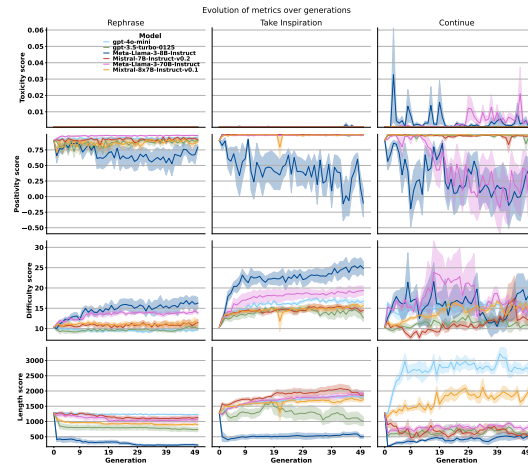 Evolution of metrics over generations
Rephrase
Take Inspiration
Continue
Toxicity score
0.06
0.05
0.04
0.03
0.02
0.01
Model
gpt-4o-mini
gpt-3.5-turbo-0125
Meta-Llama-3-8B-Instruct
Mistral-7B-Instruct-v0.2
Meta-Llama-3-70B-Instruct
Mixtral-8x7B-Instruct-v0.1
Positivity score
0.75
0.50
0.25
0.00
−0.25
−0.50
Difficulty score
30
25
20
15
10
Length score
3000
2500
2000
1500
1000
500
0 9 19 29 39 49
0 9 19 29 39 49
0 9 19 29 39 49
Generation
Generation
Generation